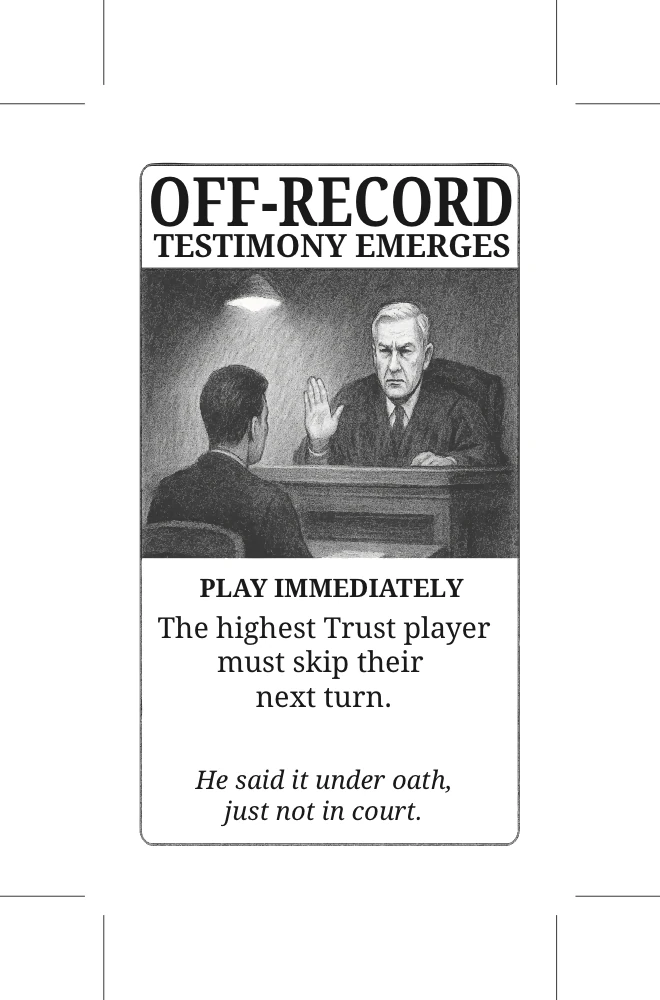 OFF-RECORD
TESTIMONY EMERGES
PLAY IMMEDIATELY
The highest Trust player
must skip their
next turn.
He said it under oath,
just not in court.